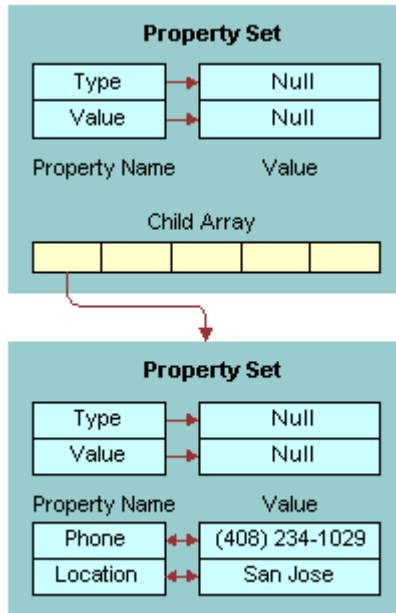 Property Set
Type Null
Value Null
Property Name Value
Child Array
Property Set
Type Null
Value Null
Property Name Value
Phone (408) 234-1029
Location San Jose